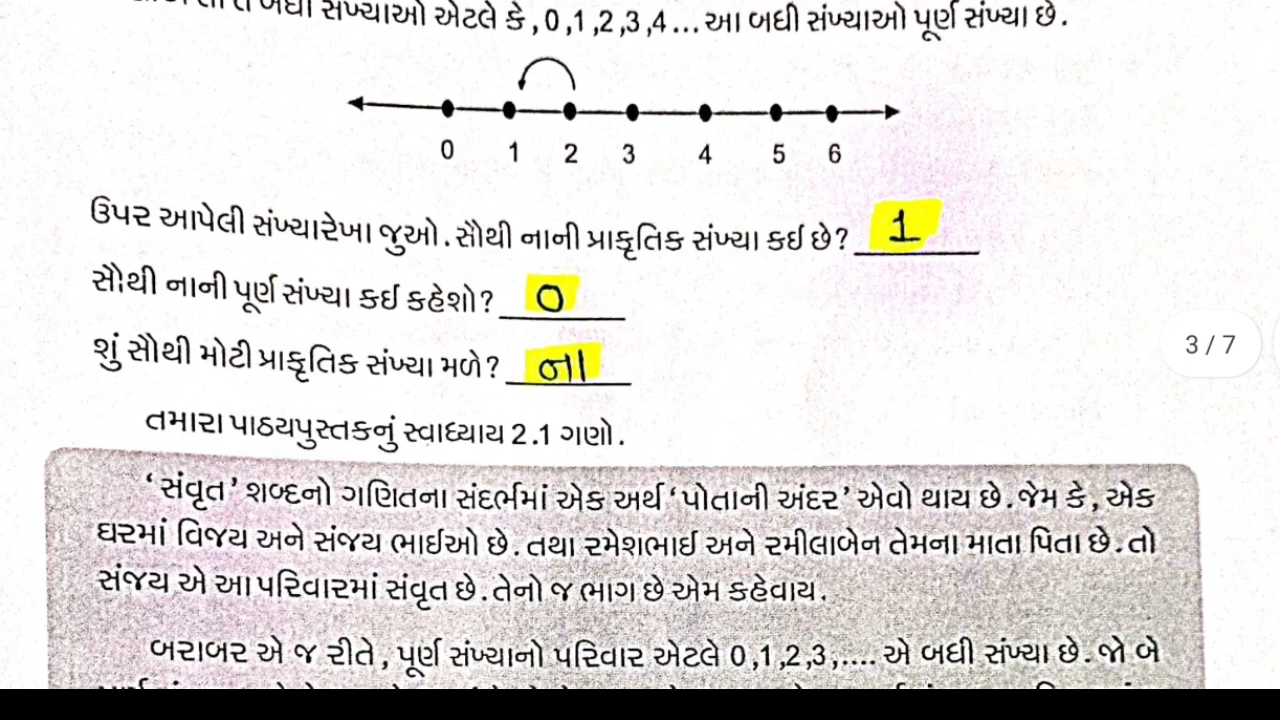 બધી સંખ્યાઓ એટલે કે, 0,1,2,3,4... આ બધી સંખ્યાઓ પૂર્ણ સંખ્યા છે.
0 1 2 3 4 5 6
ઉપર આપેલી સંખ્યારેખા જુઓ. સૌથી નાની પ્રાકૃતિક સંખ્યા કઈ છે? 1
સૌથી નાની પૂર્ણ સંખ્યા કઈ કહેશો? 0
શું સૌથી મોટી પ્રાકૃતિક સંખ્યા મળે? ના
3 / 7
તમારા પાઠયપુસ્તકનું સ્વાધ્યાય 2.1 ગણો.
‘સંવૃત’ શબ્દનો ગણિતના સંદર્ભમાં એક અર્થ ‘પોતાની અંદર’ એવો થાય છે. જેમ કે, એક
ઘરમાં વિજય અને સંજય ભાઈઓ છે. તથા રમેશભાઈ અને રમીલાબેન તેમના માતા પિતા છે. તો
સંજય એ આ પરિવારમાં સંવૃત છે. તેનો જ ભાગ છે એમ કહેવાય.
બરાબર એ જ રીતે, પૂર્ણ સંખ્યાનો પરિવાર એટલે 0,1,2,3,.... એ બધી સંખ્યા છે. જો બે